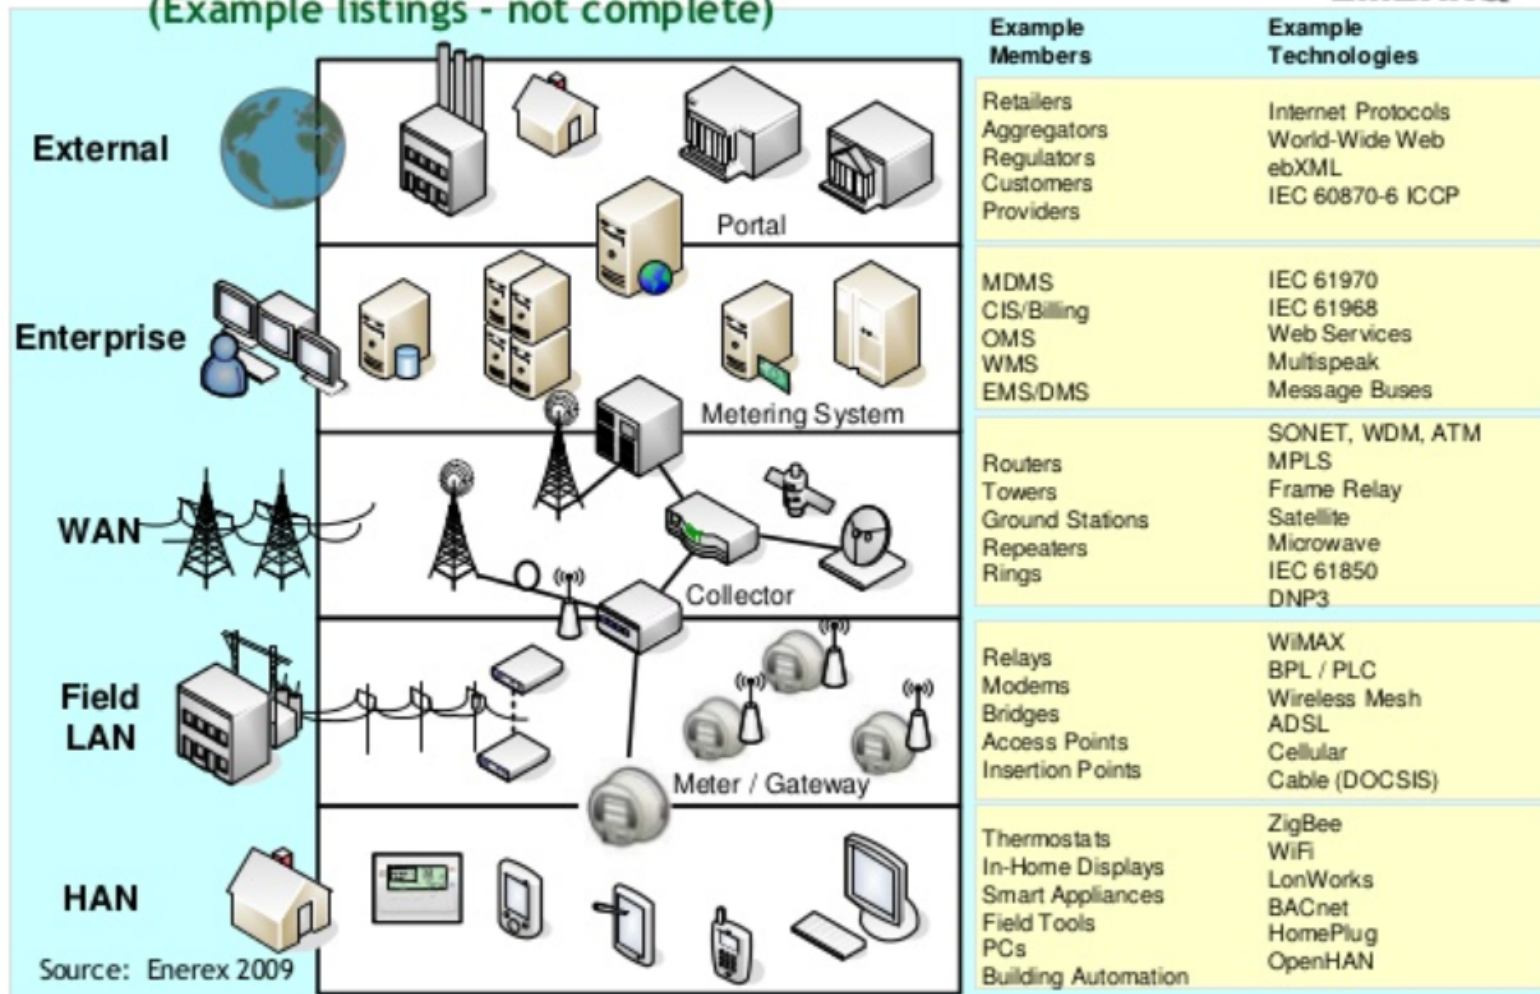 (Example listings - not complete)
Example Members
Example Technologies
External
Portal
Retailers
Aggregators
Regulators
Customers
Providers
Internet Protocols
World-Wide Web
ebXML
IEC 60870-6 ICCP
Enterprise
Metering System
MDMS
CIS/Billing
OMS
WMS
EMS/DMS
IEC 61970
IEC 61968
Web Services
Multispeak
Message Buses
WAN
Collector
Routers
Towers
Ground Stations
Repeaters
Rings
SONET, WDM, ATM
MPLS
Frame Relay
Satellite
Microwave
IEC 61850
DNP3
Field
LAN
Meter / Gateway
Relays
Modems
Bridges
Access Points
Insertion Points
WiMAX
BPL / PLC
Wireless Mesh
ADSL
Cellular
Cable (DOCSIS)
HAN
Thermostats
In-Home Displays
Smart Appliances
Field Tools
PCs
Building Automation
ZigBee
WiFi
LonWorks
BACnet
HomePlug
OpenHAN
Source: Enerex 2009